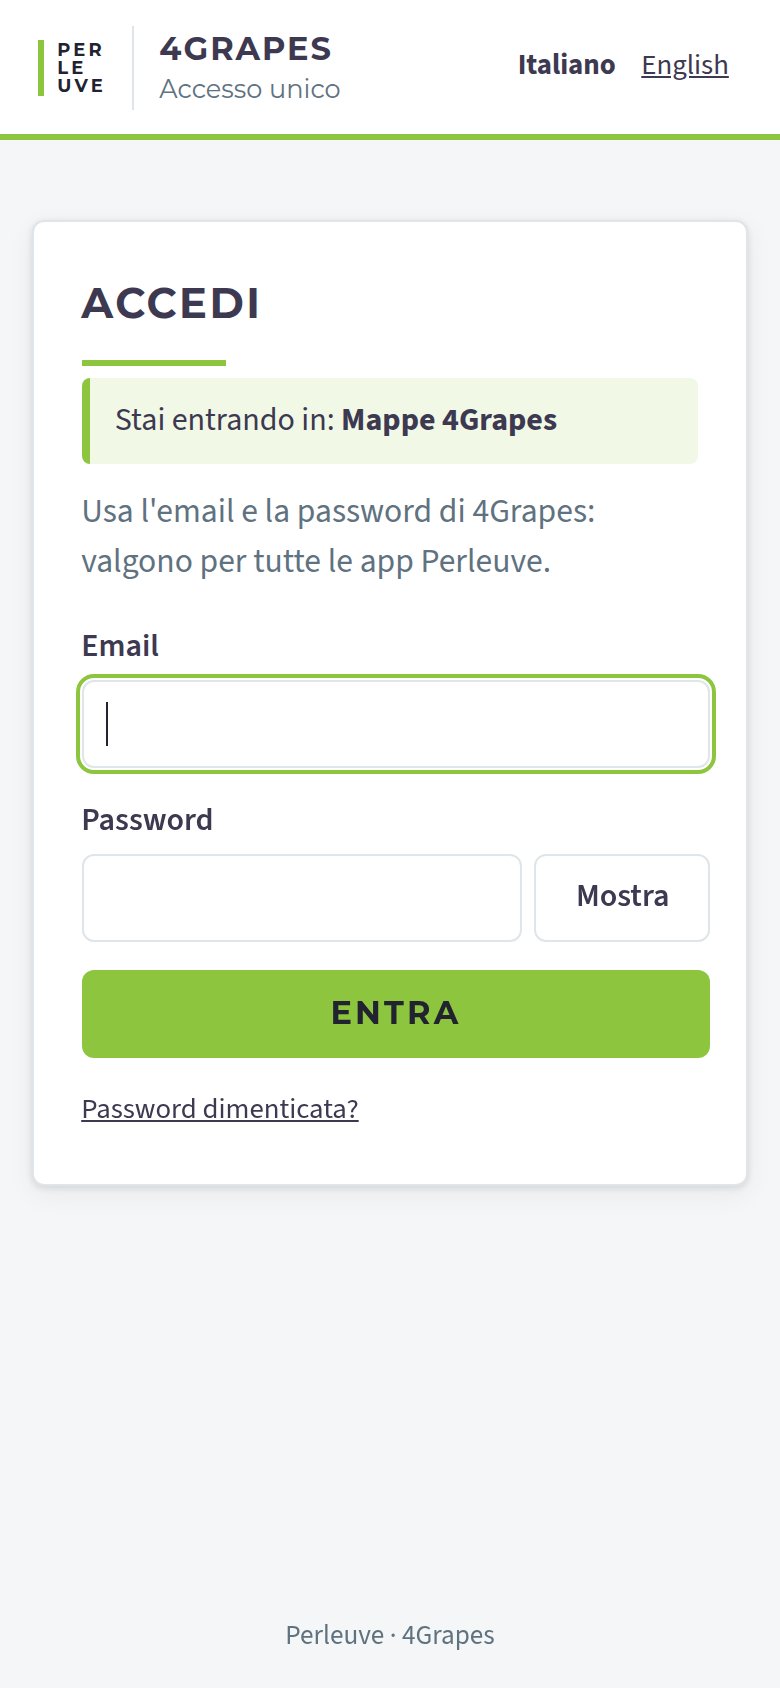 PER
LE
UVE
4GRAPES
Accesso unico
Italiano English
ACCEDI
Stai entrando in: Mappe 4Grapes
Usa l'email e la password di 4Grapes:
valgono per tutte le app Perleuve.
Email
Password
Mostra
ENTRA
Password dimenticata?
Perleuve · 4Grapes